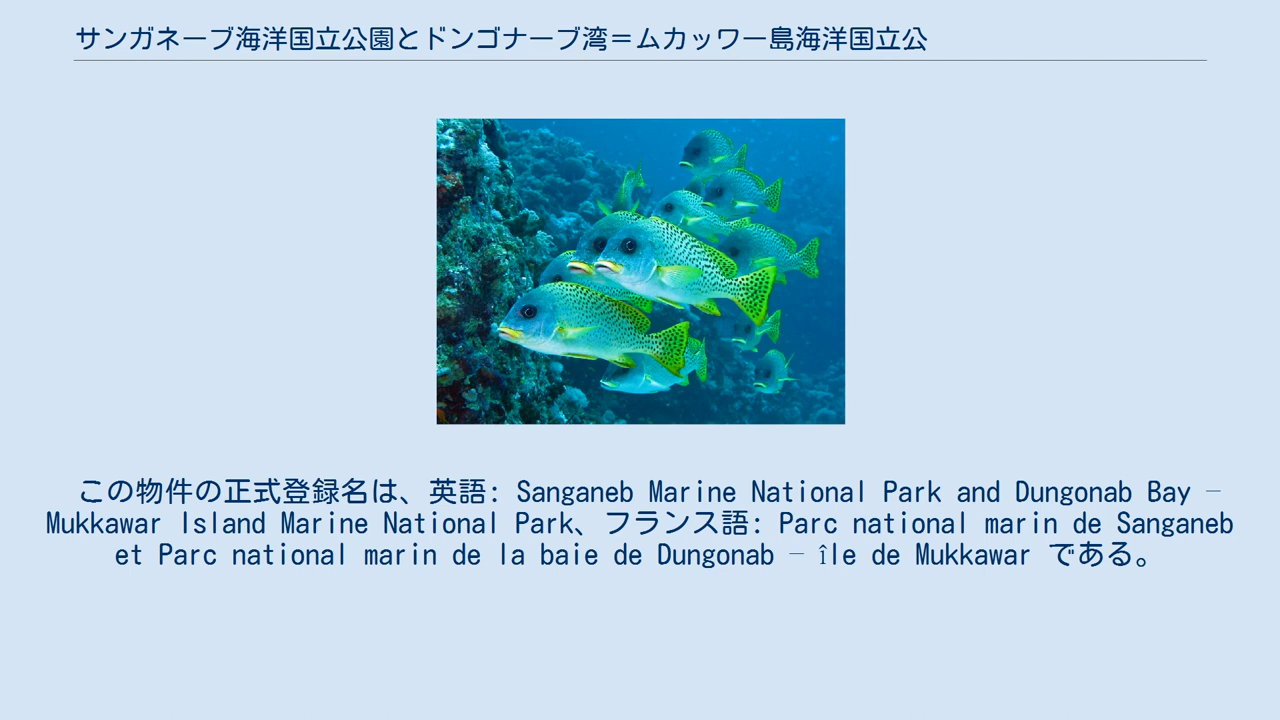 サンガネーブ海洋国立公園とドンゴナーブ湾＝ムカッワー島海洋国立公
この物件の正式登録名は、英語: Sanganeb Marine National Park and Dungonab Bay –
Mukkawar Island Marine National Park、フランス語: Parc national marin de Sanganeb
et Parc national marin de la baie de Dungonab – île de Mukkawar である。